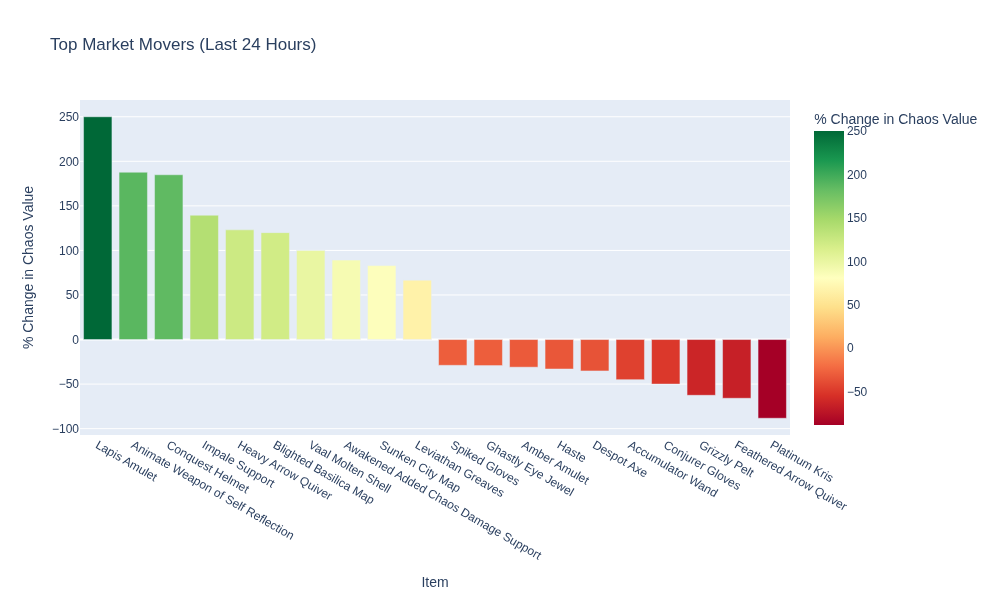 Top Market Movers (Last 24 Hours)
% Change in Chaos Value
250
200
150
100
50
0
−50
−100
Lapis Amulet
Animate Weapon of Self Reflection
Conquest Helmet
Impale Support
Heavy Arrow Quiver
Blighted Basilica Map
Vaal Molten Shell
Awakened Added Chaos Damage Support
Sunken City Map
Leviathan Greaves
Spiked Gloves
Ghastly Eye Jewel
Amber Amulet
Haste
Despot Axe
Accumulator Wand
Conjurer Gloves
Grizzly Pelt
Feathered Arrow Quiver
Platinum Kris
Item
% Change in Chaos Value
250
200
150
100
50
0
−50